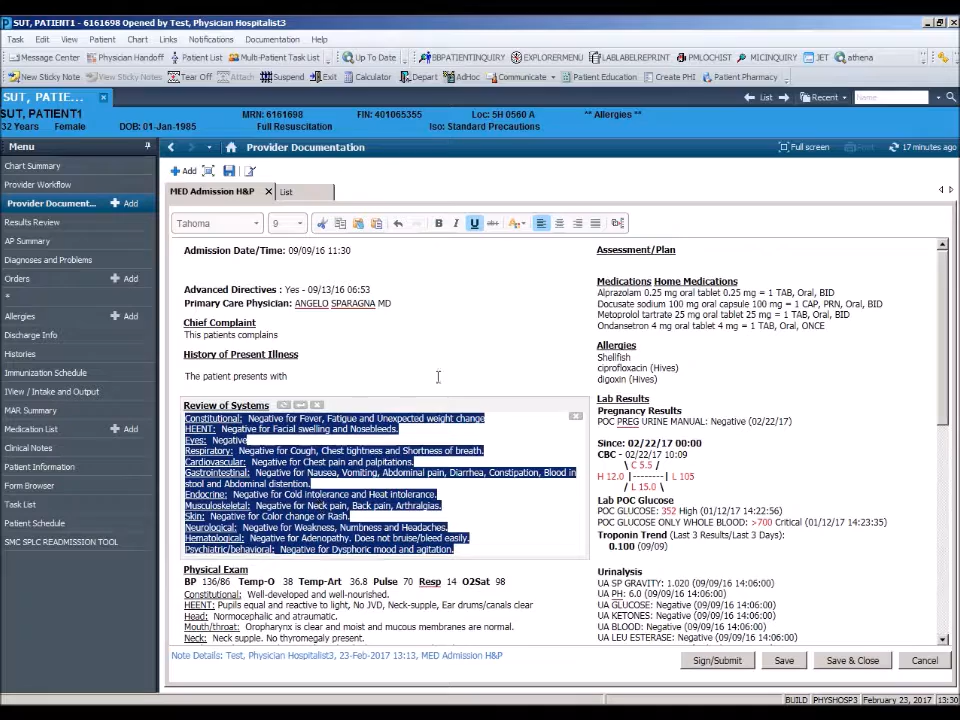 SUT, PATIENT1 - 6161698 Opened by Test, Physician Hospitalist3
Task Edit View Patient Chart Links Notifications Documentation Help
Message Center Physician Handoff Patient List Multi-Patient Task List Up To Date BBPATIENTINQUIRY EXPLORERMENU LABLABELREPRINT PMLOCHIST MICINQUIRY JET athena
New Sticky Note View Sticky Notes Tear Off Attach Suspend Exit Calculator Depart AdHoc Communicate Patient Education Create PHI Patient Pharmacy
SUT, PATIE... List Recent Name
SUT, PATIENT1 MRN: 6161698 FIN: 401065355 Loc: 5H 0560 A ** Allergies **
32 Years Female DOB: 01-Jan-1985 Full Resuscitation Iso: Standard Precautions
Menu
Chart Summary
Provider Workflow
Provider Document... Add
Results Review
AP Summary
Diagnoses and Problems
Orders Add
*
Allergies Add
Discharge Info
Histories
Immunization Schedule
IView / Intake and Output
MAR Summary
Medication List Add
Clinical Notes
Patient Information
Form Browser
Task List
Patient Schedule
SMC SPLC READMISSION TOOL
Provider Documentation Full screen Print 17 minutes ago
Add
MED Admission H&P List
Tahoma 9 B I U abc A
Admission Date/Time: 09/09/16 11:30
Advanced Directives : Yes - 09/13/16 06:53
Primary Care Physician: ANGELO SPARAGNA MD
Chief Complaint
This patients complains
History of Present Illness
The patient presents with
Review of Systems
Constitutional: Negative for Fever, Fatigue and Unexpected weight change
HEENT: Negative for Facial swelling and Nosebleeds.
Eyes: Negative
Respiratory: Negative for Cough, Chest tightness and Shortness of breath.
Cardiovascular: Negative for Chest pain and palpitations.
Gastrointestinal: Negative for Nausea, Vomiting, Abdominal pain, Diarrhea, Constipation, Blood in
stool and Abdominal distention.
Endocrine: Negative for Cold intolerance and Heat intolerance.
Musculoskeletal: Negative for Neck pain, Back pain, Arthralgias.
Skin: Negative for Color change or Rash.
Neurological: Negative for Weakness, Numbness and Headaches.
Hematological: Negative for Adenopathy. Does not bruise/bleed easily.
Psychiatric/behavioral: Negative for Dysphoric mood and agitation.
Physical Exam
BP 136/86 Temp-O 38 Temp-Art 36.8 Pulse 70 Resp 14 O2Sat 98
Constitutional: Well-developed and well-nourished.
HEENT: Pupils equal and reactive to light, No JVD, Neck-supple, Ear drums/canals clear
Head: Normocephalic and atraumatic.
Mouth/throat: Oropharynx is clear and moist and mucous membranes are normal.
Neck: Neck supple. No thyromegaly present.
Assessment/Plan
Medications Home Medications
Alprazolam 0.25 mg oral tablet 0.25 mg = 1 TAB, Oral, BID
Docusate sodium 100 mg oral capsule 100 mg = 1 CAP, PRN, Oral, BID
Metoprolol tartrate 25 mg oral tablet 25 mg = 1 TAB, Oral, BID
Ondansetron 4 mg oral tablet 4 mg = 1 TAB, Oral, ONCE
Allergies
Shellfish
ciprofloxacin (Hives)
digoxin (Hives)
Lab Results
Pregnancy Results
POC PREG URINE MANUAL: Negative (02/22/17)
Since: 02/22/17 00:00
CBC - 02/22/17 10:09
\ C 5.5 /
H 12.0 |--------| L 105
/ L 15.0 \
Lab POC Glucose
POC GLUCOSE: 352 High (01/12/17 14:22:56)
POC GLUCOSE ONLY WHOLE BLOOD: >700 Critical (01/12/17 14:23:35)
Troponin Trend (Last 3 Results/Last 3 Days):
0.100 (09/09)
Urinalysis
UA SP GRAVITY: 1.020 (09/09/16 14:06:00)
UA PH: 6.0 (09/09/16 14:06:00)
UA GLUCOSE: Negative (09/09/16 14:06:00)
UA KETONES: Negative (09/09/16 14:06:00)
UA BLOOD: Negative (09/09/16 14:06:00)
UA LEU ESTERASE: Negative (09/09/16 14:06:00)
Note Details: Test, Physician Hospitalist3, 23-Feb-2017 13:13, MED Admission H&P
Sign/Submit Save Save & Close Cancel
BUILD PHYSHOSP3 February 23, 2017 13:30